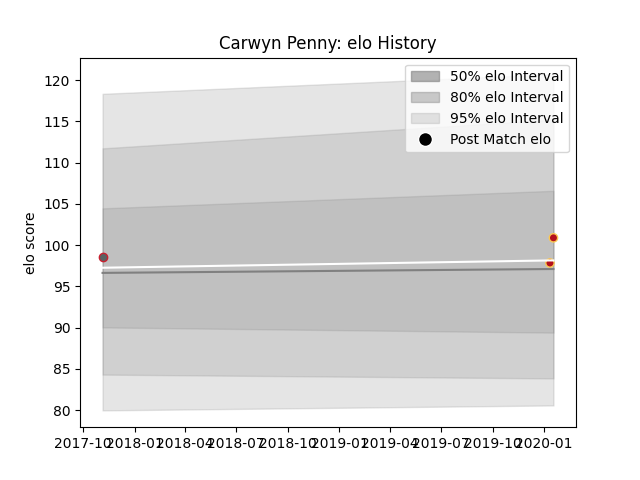 Carwyn Penny: elo History
50% elo Interval
80% elo Interval
95% elo Interval
Post Match elo
elo score
120
115
110
105
100
95
90
85
80
2017-10 2018-01 2018-04 2018-07 2018-10 2019-01 2019-04 2019-07 2019-10 2020-01